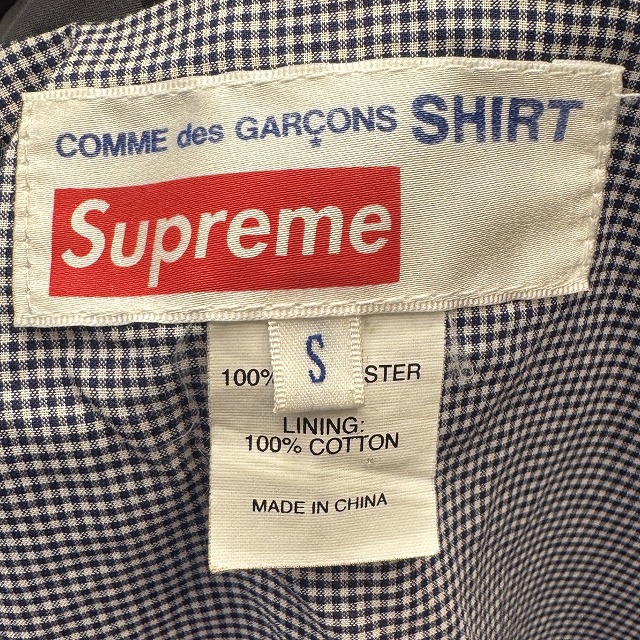 COMME des GARÇONS SHIRT
Supreme
S
100% STER
LINING:
100% COTTON
MADE IN CHINA